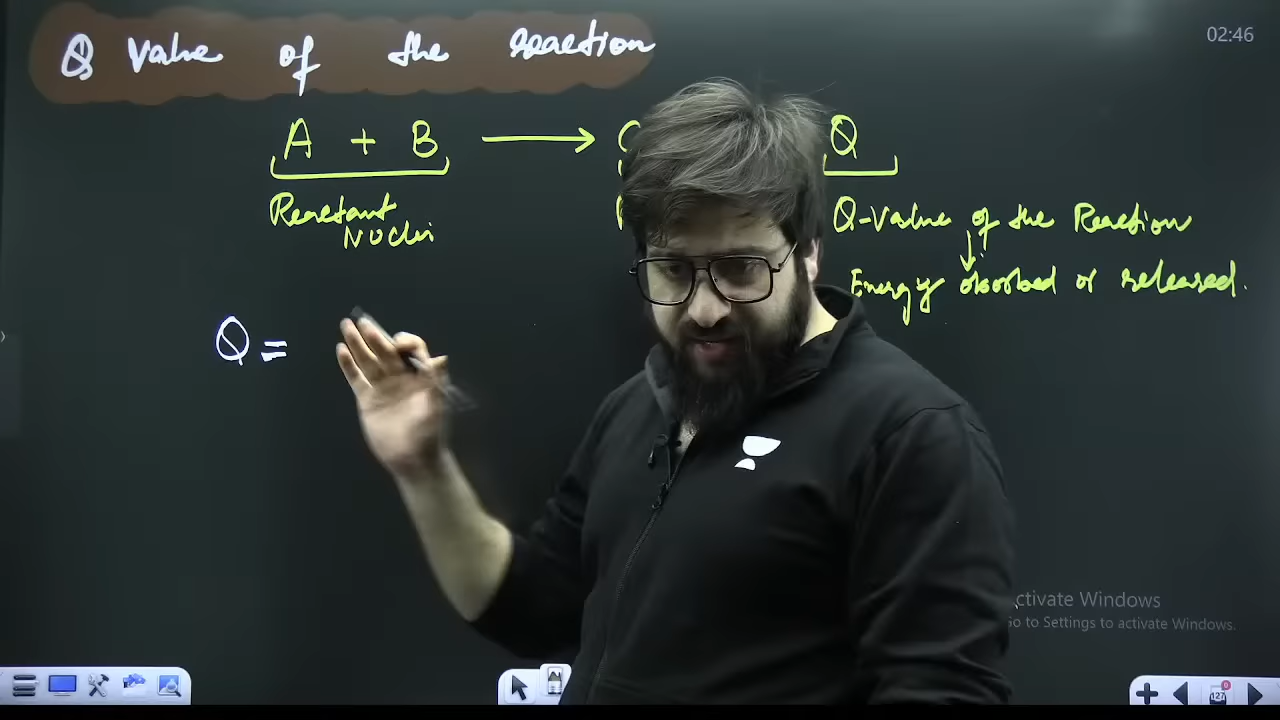 02:46
Q Value of the reaction
A + B ⟶ C Q
Reactant
Nuclei
Q-Value of the Reaction
↓
Energy absorbed or released.
Q =
Activate Windows
Go to Settings to activate Windows.
127